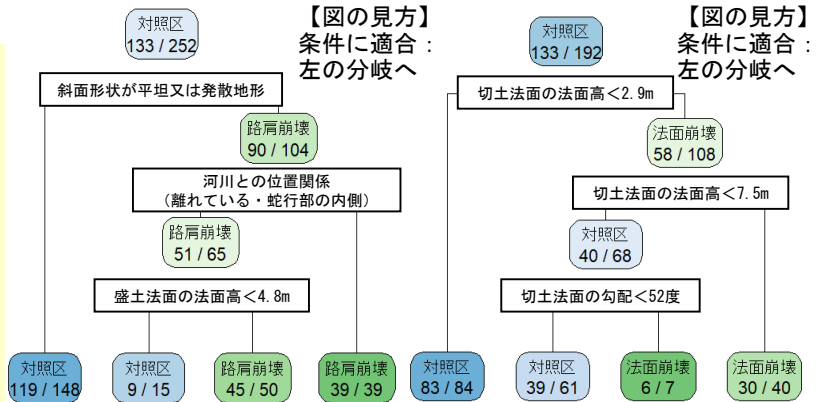 対照区
133 / 252
【図の見方】
条件に適合：
左の分岐へ
斜面形状が平坦又は発散地形
路肩崩壊
90 / 104
河川との位置関係
（離れている・蛇行部の内側）
路肩崩壊
51 / 65
盛土法面の法面高＜4.8m
対照区
119 / 148
対照区
9 / 15
路肩崩壊
45 / 50
路肩崩壊
39 / 39
対照区
133 / 192
【図の見方】
条件に適合：
左の分岐へ
切土法面の法面高＜2.9m
法面崩壊
58 / 108
切土法面の法面高＜7.5m
対照区
40 / 68
切土法面の勾配＜52度
対照区
83 / 84
対照区
39 / 61
法面崩壊
6 / 7
法面崩壊
30 / 40